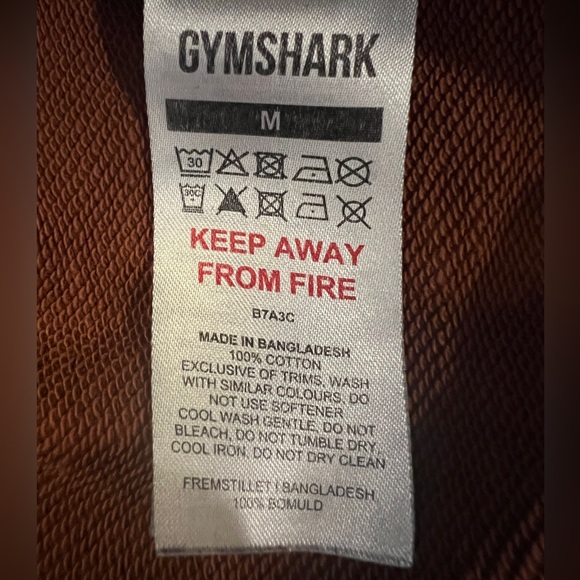 GYMSHARK
M
30
30C
KEEP AWAY
FROM FIRE
B7A3C
MADE IN BANGLADESH
100% COTTON
EXCLUSIVE OF TRIMS, WASH
WITH SIMILAR COLOURS, DO
NOT USE SOFTENER
COOL WASH GENTLE, DO NOT
BLEACH, DO NOT TUMBLE DRY,
COOL IRON, DO NOT DRY CLEAN
FREMSTILLET I BANGLADESH
100% BOMULD